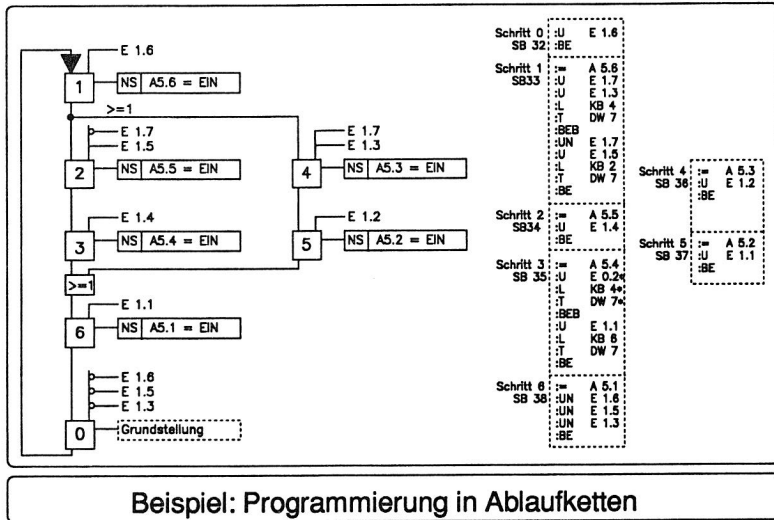 E 1.6
1
NS A5.6 = EIN
>=1
E 1.7
E 1.5
2
NS A5.5 = EIN
E 1.7
E 1.3
4
NS A5.3 = EIN
E 1.4
3
NS A5.4 = EIN
E 1.2
5
NS A5.2 = EIN
>=1
E 1.1
6
NS A5.1 = EIN
E 1.6
E 1.5
E 1.3
0
Grundstellung
Schritt 0 :U E 1.6
SB 32 :BE
Schritt 1 := A 5.6
SB33 :U E 1.7
:U E 1.3
:L KB 4
:T DW 7
:BEB
:UN E 1.7
:U E 1.5
:L KB 2
:T DW 7
:BE
Schritt 2 := A 5.5
SB34 :U E 1.4
:BE
Schritt 3 := A 5.4
SB 35 :U E 0.2*
:L KB 4*
:T DW 7*
:BEB
:U E 1.1
:L KB 6
:T DW 7
:BE
Schritt 6 := A 5.1
SB 38 :UN E 1.6
:UN E 1.5
:UN E 1.3
:BE
Schritt 4 := A 5.3
SB 36 :U E 1.2
:BE
Schritt 5 := A 5.2
SB 37 :U E 1.1
:BE
Beispiel: Programmierung in Ablaufketten